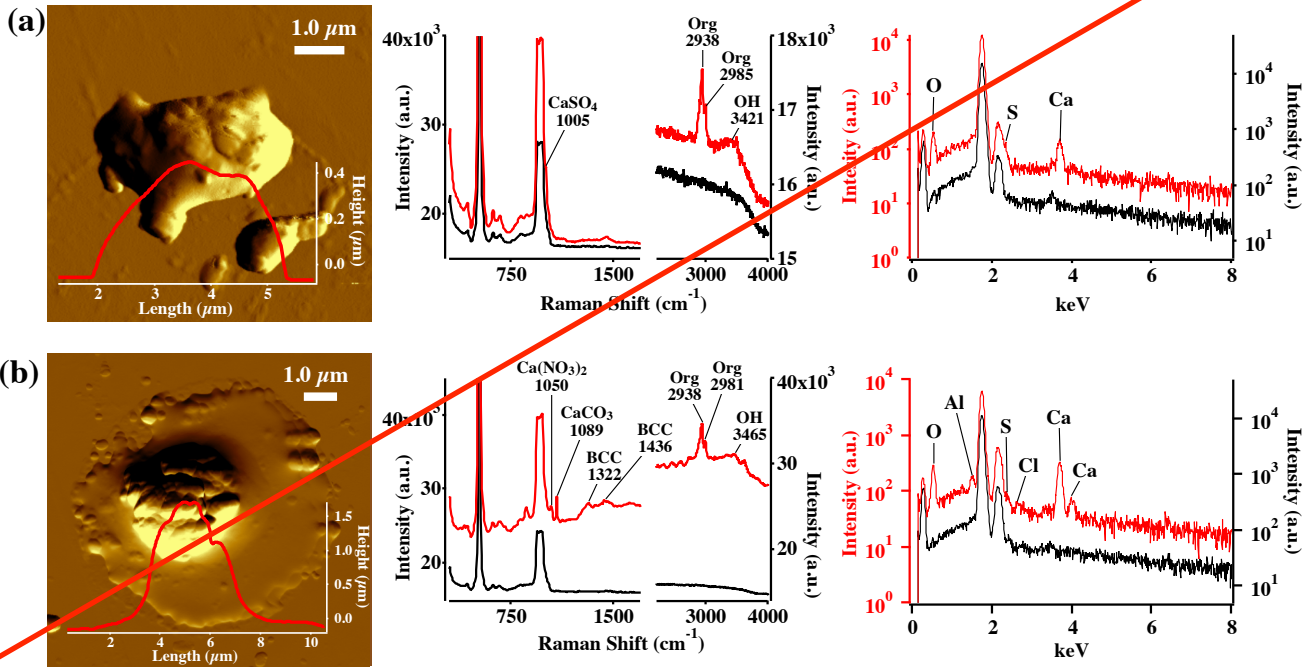 (a)
1.0 µm
0.4
0.2
0.0
Height (µm)
2 3 4 5
Length (µm)
40x10³
30
20
Intensity (a.u.)
CaSO₄
1005
Org
2938
Org
2985
OH
3421
18x10³
17
16
15
Intensity (a.u.)
750 1500 3000 4000
Raman Shift (cm⁻¹)
10⁴
10³
10²
10¹
10⁰
Intensity (a.u.)
O
S
Ca
10⁴
10³
10²
10¹
Intensity (a.u.)
0 2 4 6 8
keV
(b)
1.0 µm
1.5
1.0
0.5
0.0
Height (µm)
2 4 6 8 10
Length (µm)
40x10³
30
20
Intensity (a.u.)
Ca(NO₃)₂
1050
CaCO₃
1089
BCC
1322
BCC
1436
Org
2938
Org
2981
OH
3465
40x10³
30
20
Intensity (a.u.)
750 1500 3000 4000
Raman Shift (cm⁻¹)
10⁴
10³
10²
10¹
10⁰
Intensity (a.u.)
O
Al
S
Cl
Ca
Ca
10⁴
10³
10²
10¹
Intensity (a.u.)
0 2 4 6 8
keV